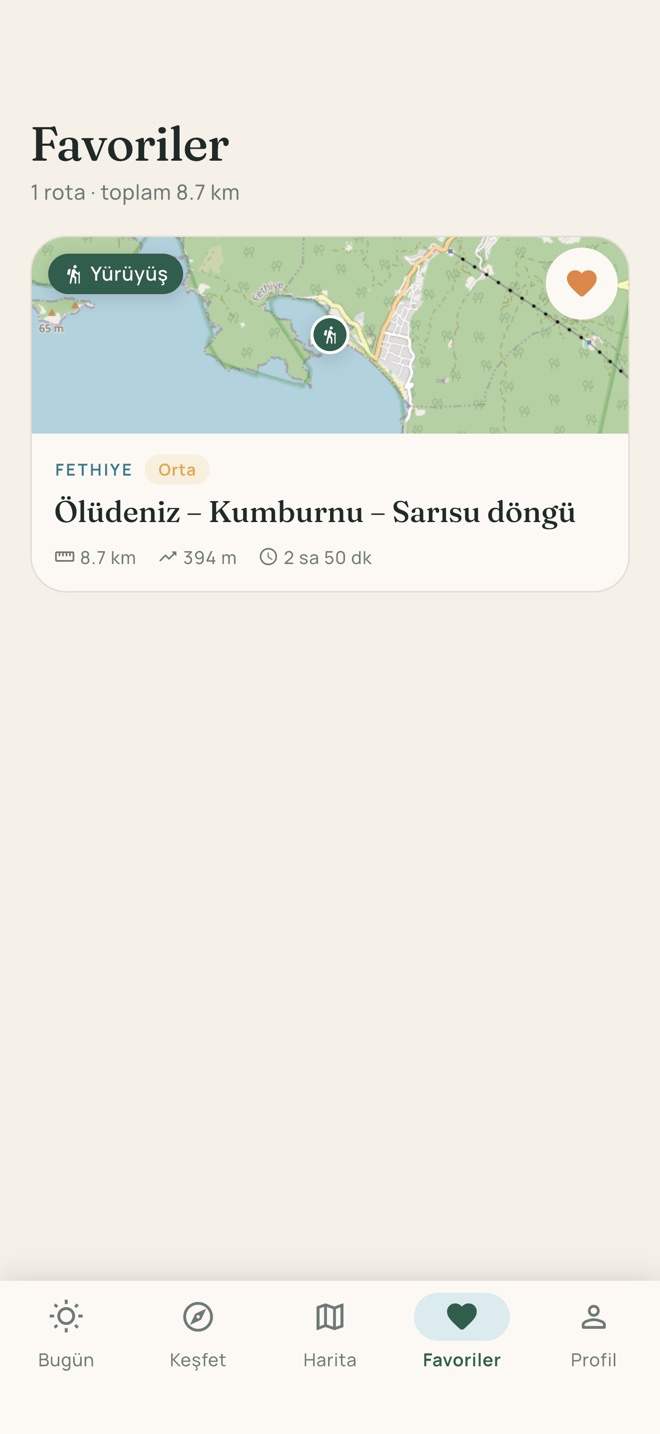 Favoriler
1 rota · toplam 8.7 km
Yürüyüş
Fethiye
65 m
FETHIYE
Orta
Ölüdeniz – Kumburnu – Sarısu döngü
8.7 km 394 m 2 sa 50 dk
Bugün Keşfet Harita Favoriler Profil